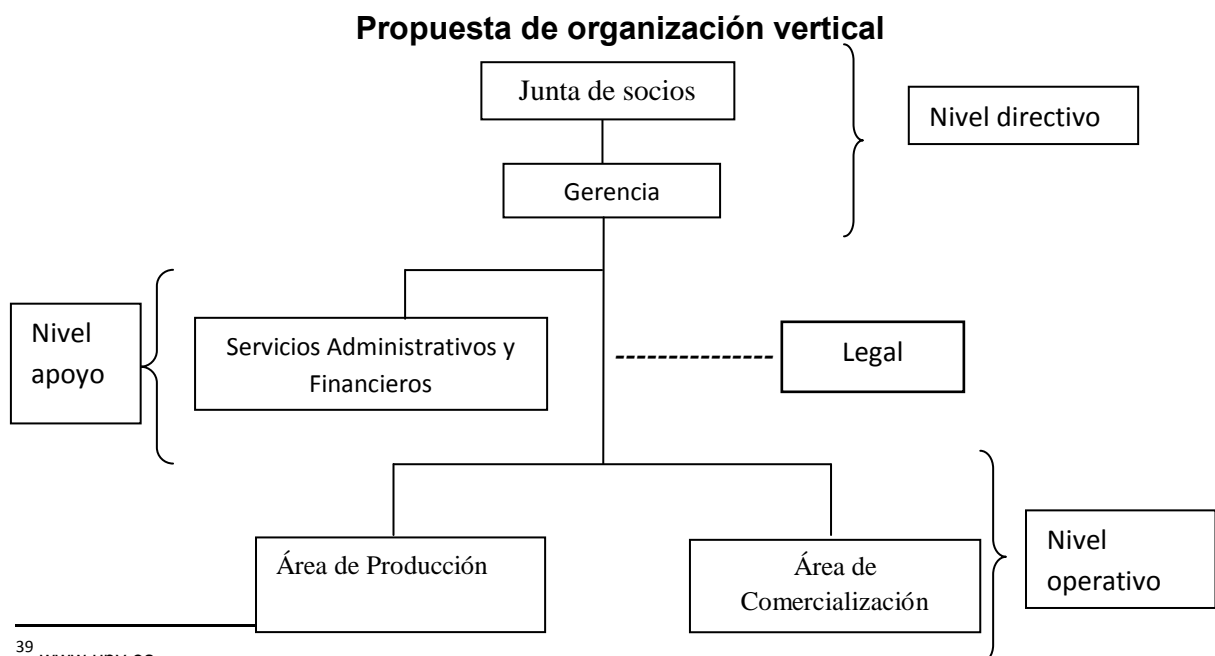 Propuesta de organización vertical
Junta de socios
Nivel directivo
Gerencia
Nivel
apoyo
Servicios Administrativos y
Financieros
Legal
Área de Producción
Área de
Comercialización
Nivel
operativo
39